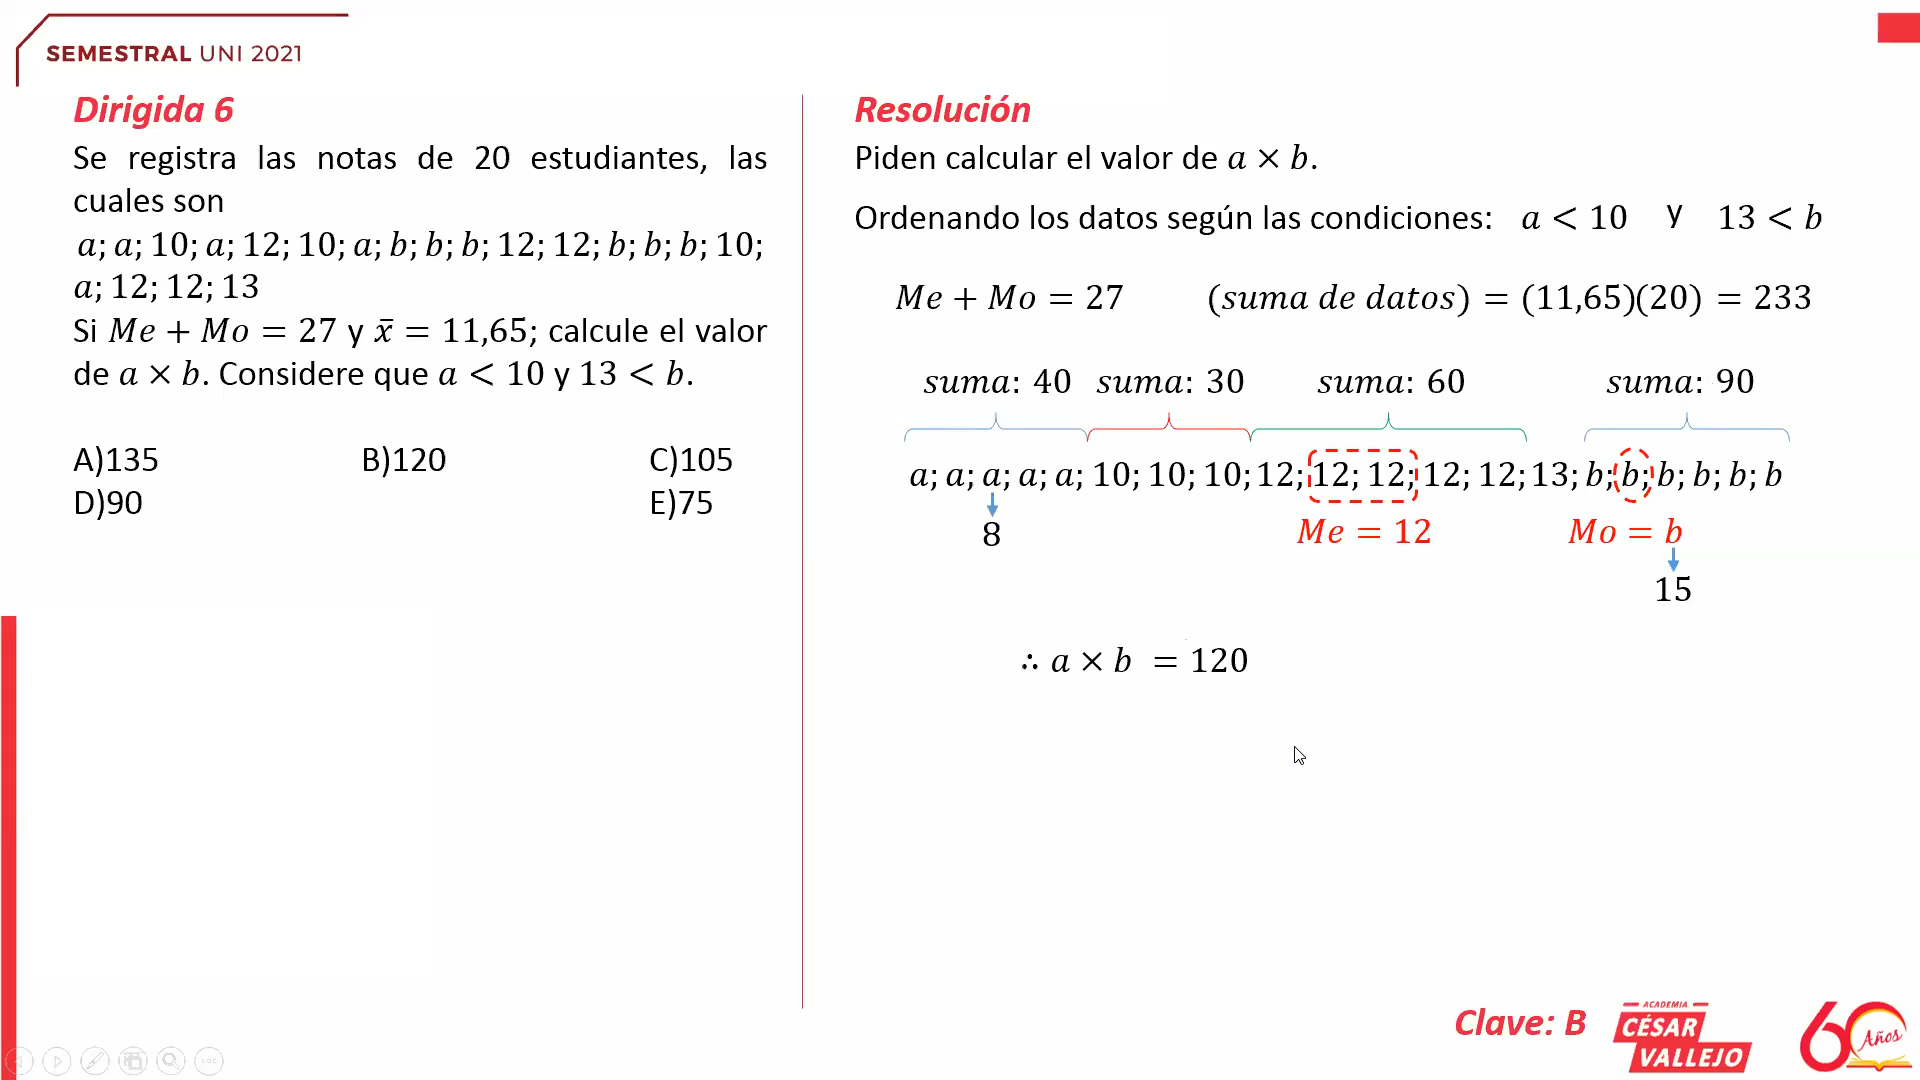 SEMESTRAL UNI 2021
Dirigida 6
Se registra las notas de 20 estudiantes, las
cuales son
a; a; 10; a; 12; 10; a; b; b; b; 12; 12; b; b; b; 10;
a; 12; 12; 13
Si Me + Mo = 27 y x̄ = 11,65; calcule el valor
de a × b. Considere que a < 10 y 13 < b.
A)135 B)120 C)105
D)90 E)75
Resolución
Piden calcular el valor de a × b.
Ordenando los datos según las condiciones: a < 10 y 13 < b
Me + Mo = 27 (suma de datos) = (11,65)(20) = 233
suma: 40 suma: 30 suma: 60 suma: 90
a; a; a; a; a; 10; 10; 10; 12; 12; 12; 12; 12; 13; b; b; b; b; b; b
8 Me = 12 Mo = b
15
∴ a × b = 120
Clave: B
ACADEMIA
CÉSAR
VALLEJO
60 Años